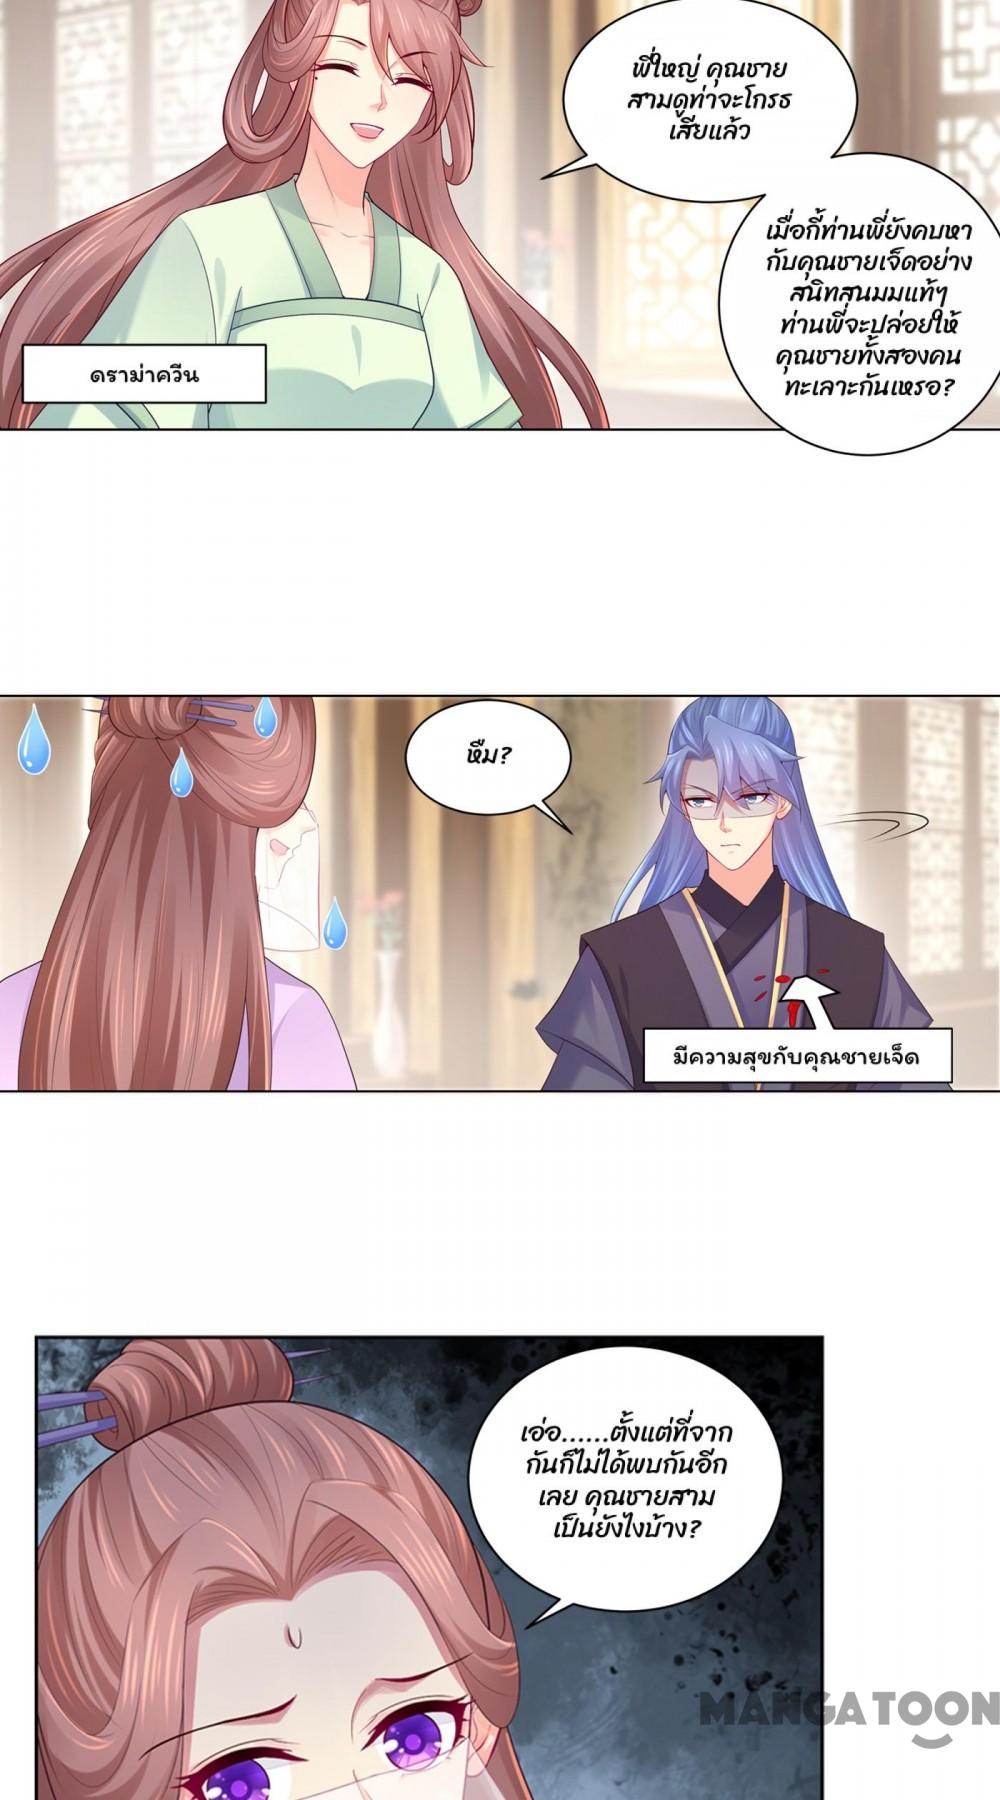 พี่ใหญ่ คุณชาย
สามดูท่าจะโกรธ
เสียแล้ว
เมื่อกี้ท่านพี่ยังคบหา
กับคุณชายเจ็ดอย่าง
สนิทสนมมแท้ๆ
ท่านพี่จะปล่อยให้
คุณชายทั้งสองคน
ทะเลาะกันเหรอ?
ดราม่าควีน
หืม?
มีความสุขกับคุณชายเจ็ด
เอ่อ......ตั้งแต่ที่จาก
กันก็ไม่ได้พบกันอีก
เลย คุณชายสาม
เป็นยังไงบ้าง?
MANGATOON